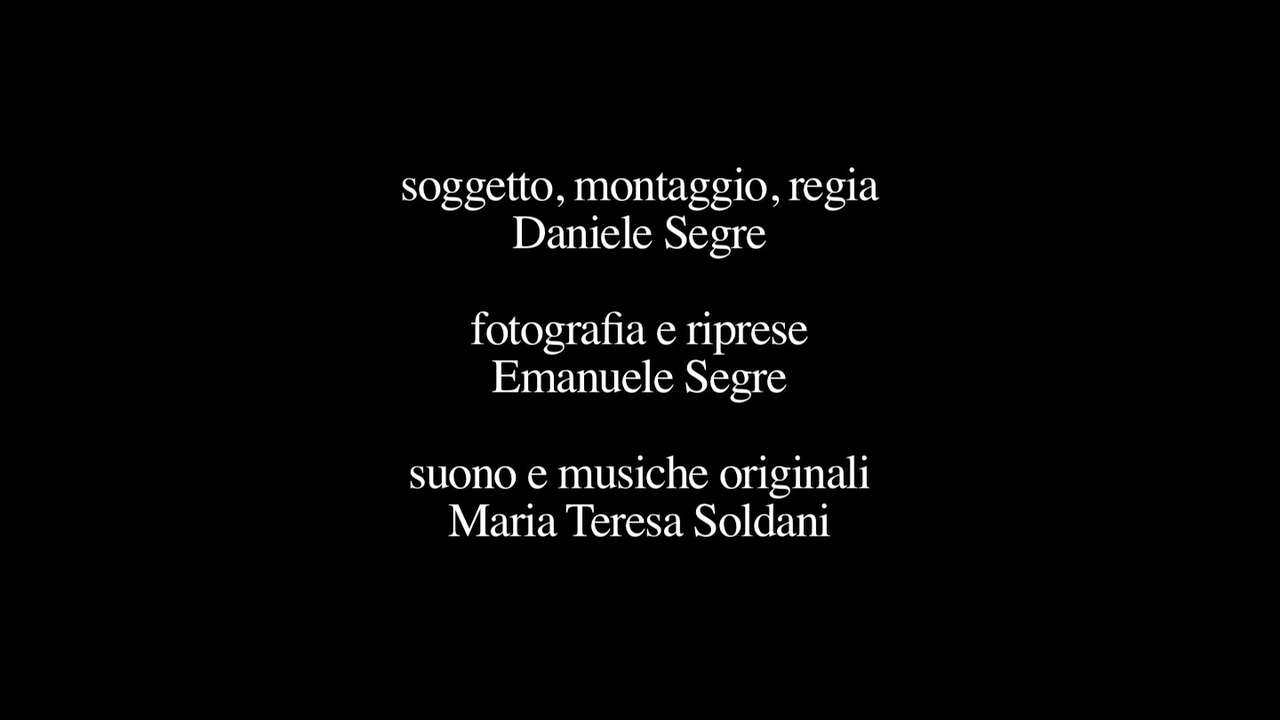 soggetto, montaggio, regia
Daniele Segre
fotografia e riprese
Emanuele Segre
suono e musiche originali
Maria Teresa Soldani